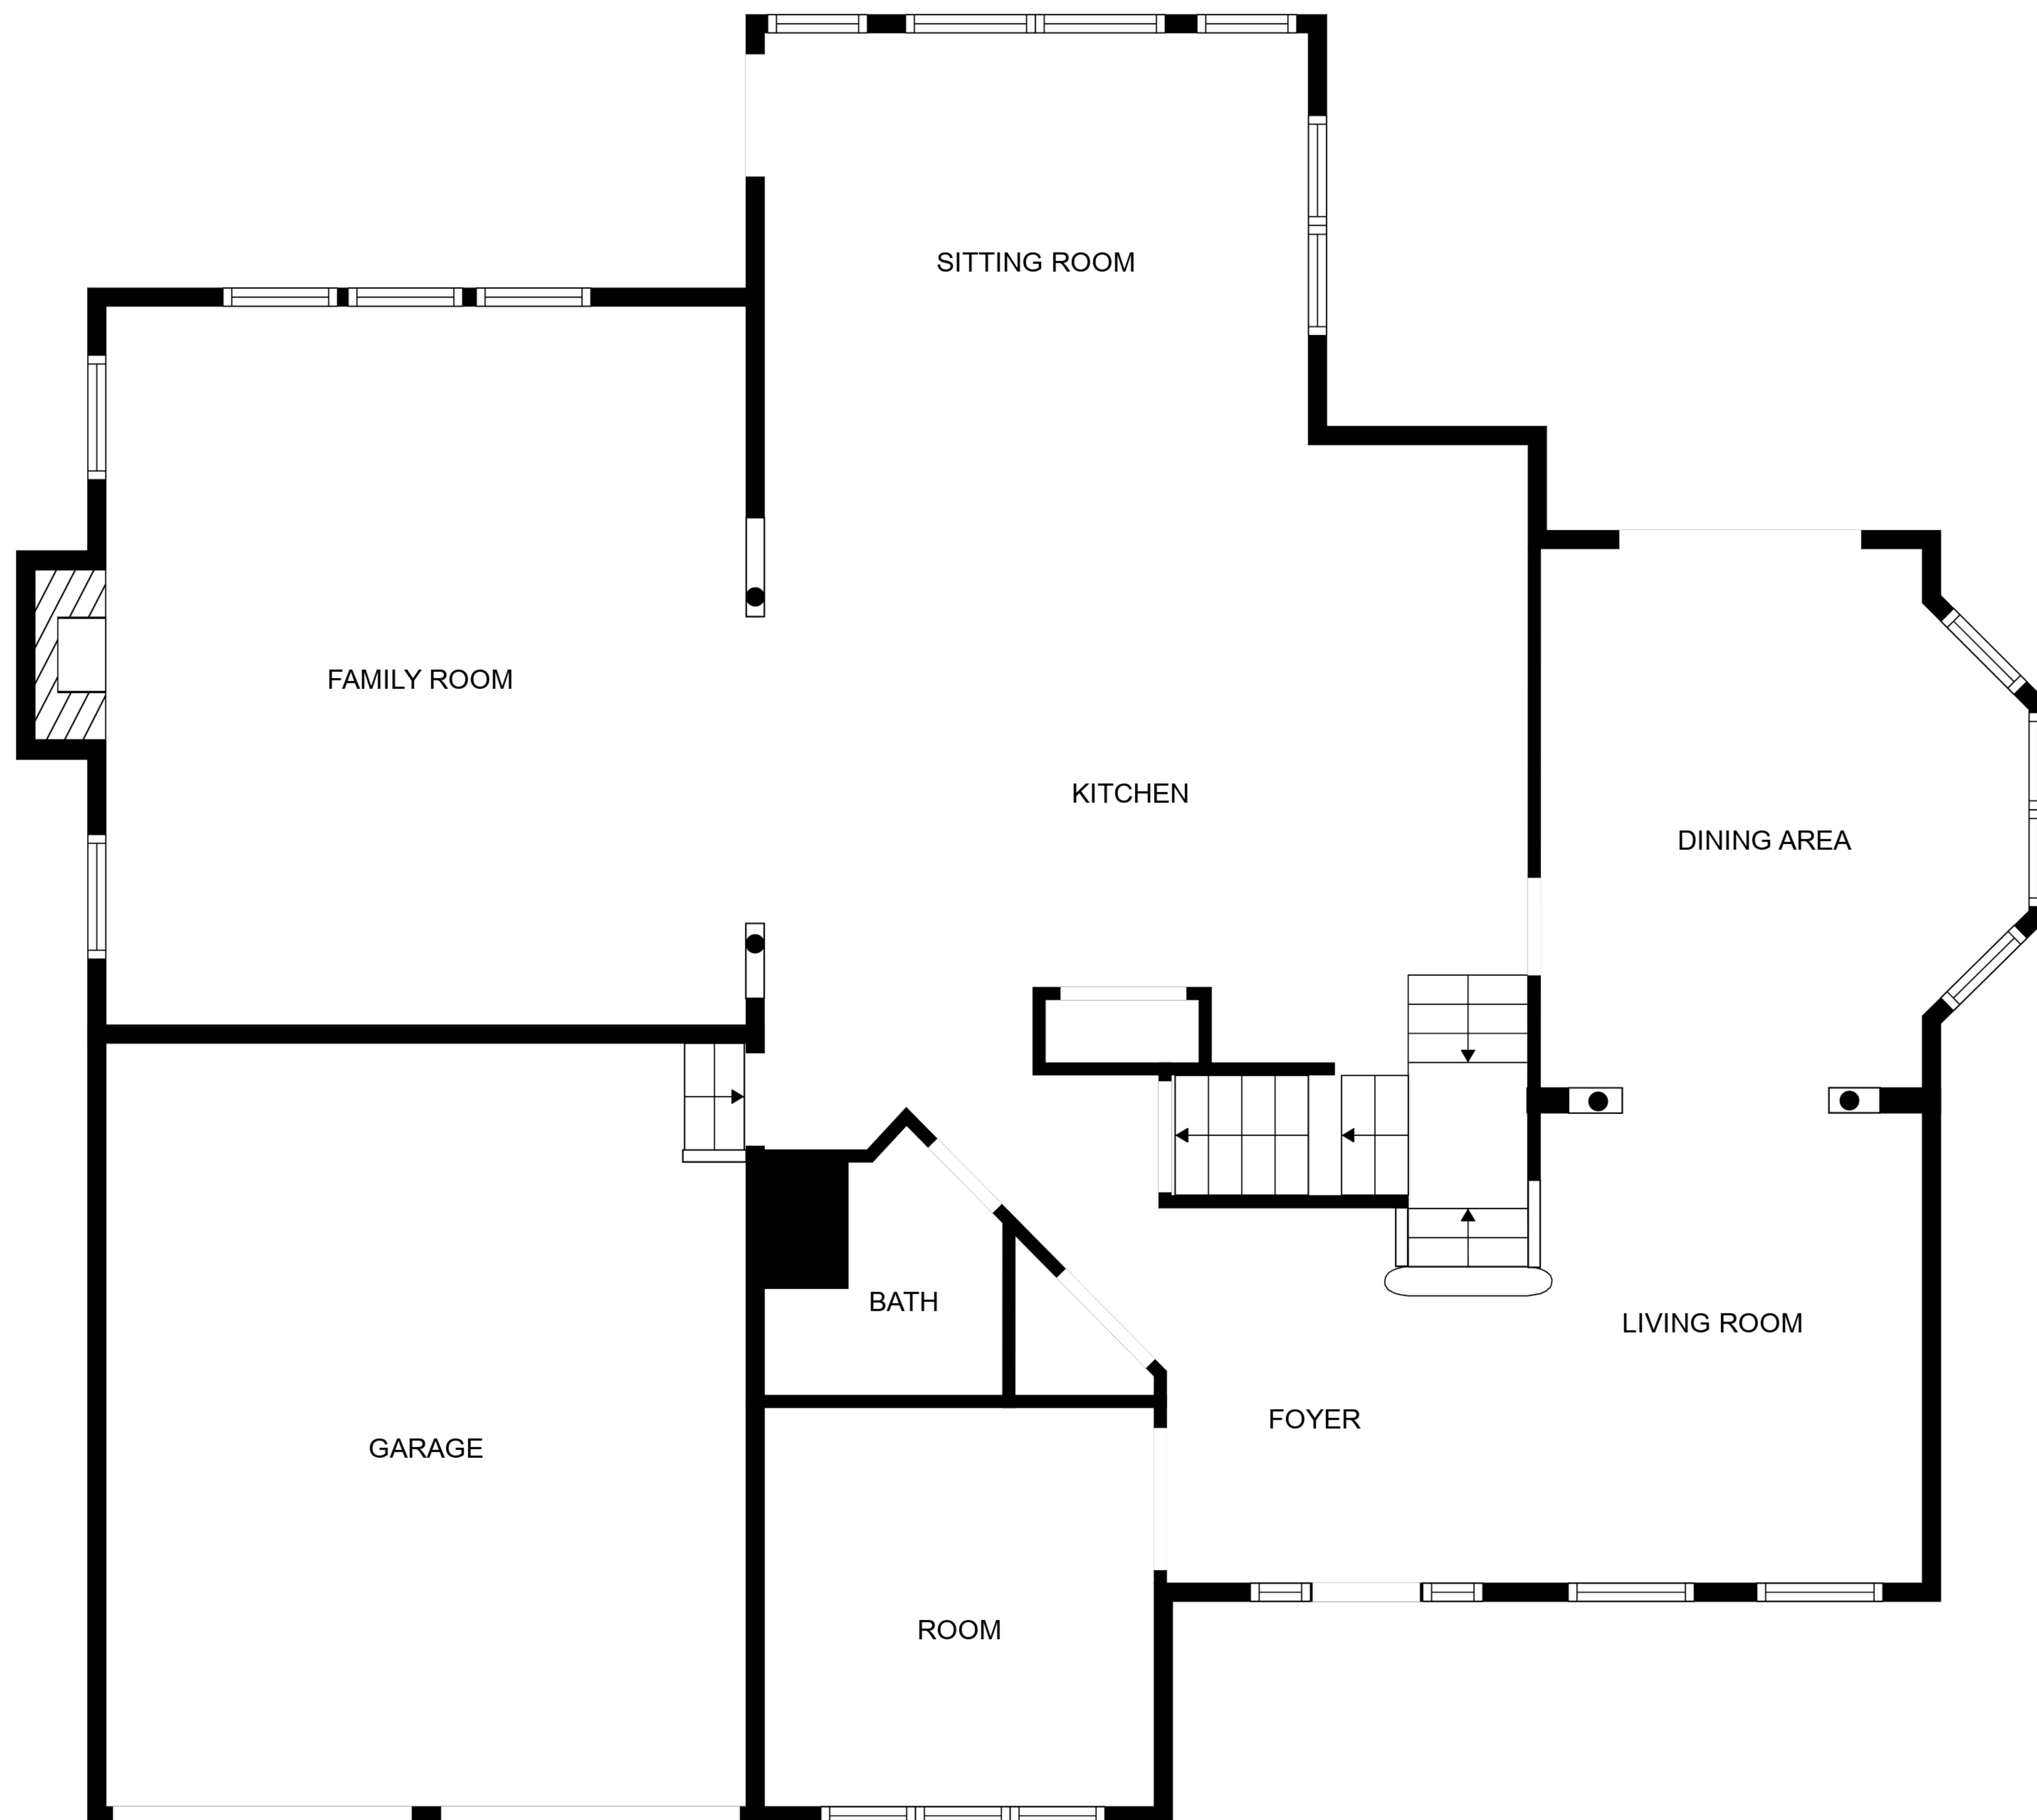 SITTING ROOM
FAMILY ROOM
KITCHEN
DINING AREA
BATH
LIVING ROOM
FOYER
GARAGE
ROOM